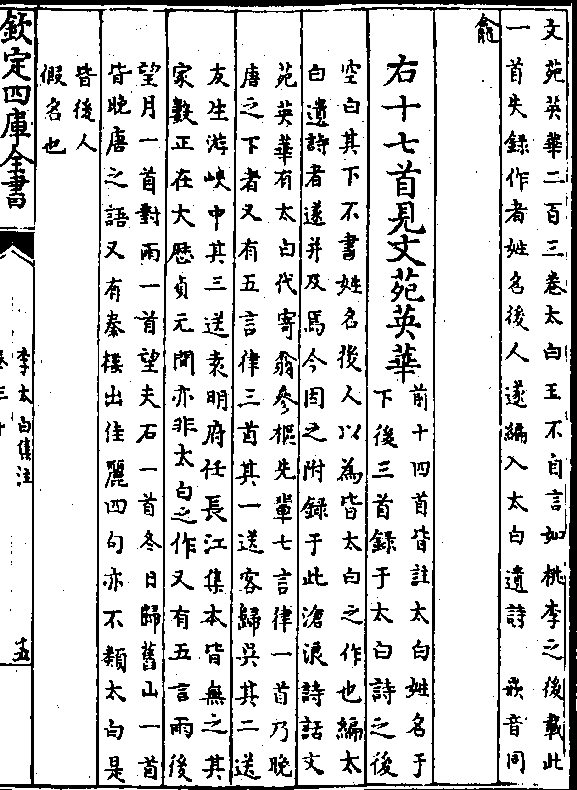 文苑英華二百三卷太白玉不自言如桃李之後載此
一首失録作者姓名後人遂編入太白遺詩　嵌音同
龕
右十七首見文苑英華
前十四首皆註太白姓名于
下後三首録于太白詩之後
空白其下不書姓名後人以為皆太白之作也編太
白遺詩者遂并及焉今因之附録于此滄浪詩話文
苑英華有太白代寄翁參樞先輩七言律一首乃晚
唐之下者又有五言律三首其一送客歸吳其二送
友生游峽中其三送袁明府任長江集本皆無之其
家數正在大厯貞元間亦非太白之作又有五言雨後
望月一首對雨一首望夫石一首冬日歸舊山一首
皆晚唐之語又有秦樓出佳麗四句亦不類太白是
皆後人
假名也
欽定四庫全書
李太白集注
卷三十
十五